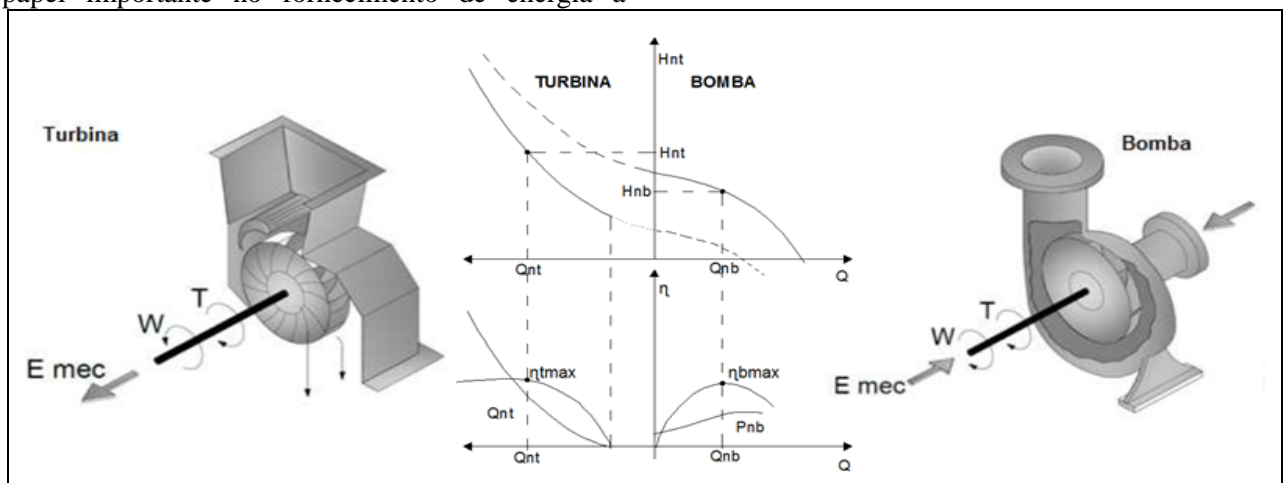 papel importante no fornecimento de energia a
Turbina
W
T
E mec
Hnt
TURBINA
BOMBA
Hnt
Hnb
Qnt
Qnb
Q
η
ηtmax
ηbmax
Qnt
Pnb
Qnt
Qnb
Q
Bomba
W
T
E mec